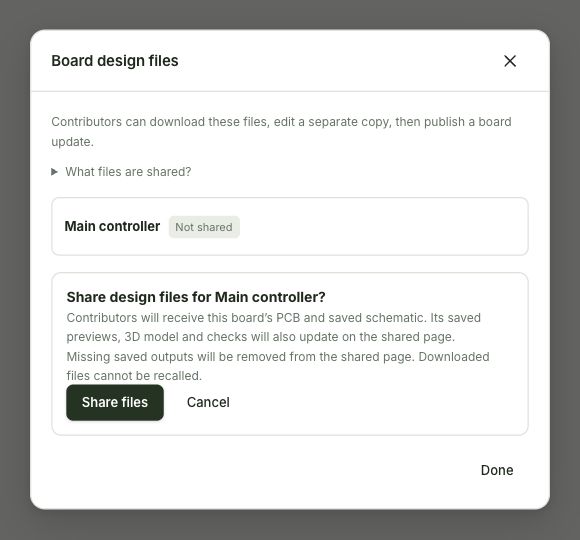 Board design files
Contributors can download these files, edit a separate copy, then publish a board
update.
What files are shared?
Main controller Not shared
Share design files for Main controller?
Contributors will receive this board’s PCB and saved schematic. Its saved
previews, 3D model and checks will also update on the shared page.
Missing saved outputs will be removed from the shared page. Downloaded
files cannot be recalled.
Share files Cancel
Done